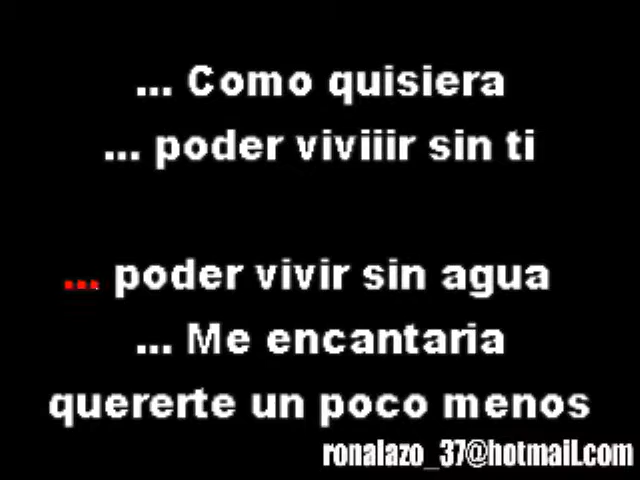 ... Como quisiera
... poder viviiir sin ti
... poder vivir sin agua
... Me encantaria
quererte un poco menos
ronalazo_37@hotmail.com